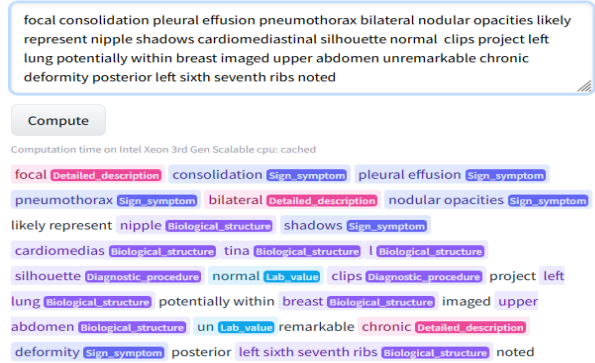 focal consolidation pleural effusion pneumothorax bilateral nodular opacities likely
represent nipple shadows cardiomediastinal silhouette normal  clips project left
lung potentially within breast imaged upper abdomen unremarkable chronic
deformity posterior left sixth seventh ribs noted
Compute
Computation time on Intel Xeon 3rd Gen Scalable cpu: cached
focal Detailed_description consolidation Sign_symptom pleural effusion Sign_symptom
pneumothorax Sign_symptom bilateral Detailed_description nodular opacities Sign_symptom
likely represent nipple Biological_structure shadows Sign_symptom
cardiomedias Biological_structure tina Biological_structure l Biological_structure
silhouette Diagnostic_procedure normal Lab_value clips Diagnostic_procedure project left
lung Biological_structure potentially within breast Biological_structure imaged upper
abdomen Biological_structure un Lab_value remarkable chronic Detailed_description
deformity Sign_symptom posterior left sixth seventh ribs Biological_structure noted